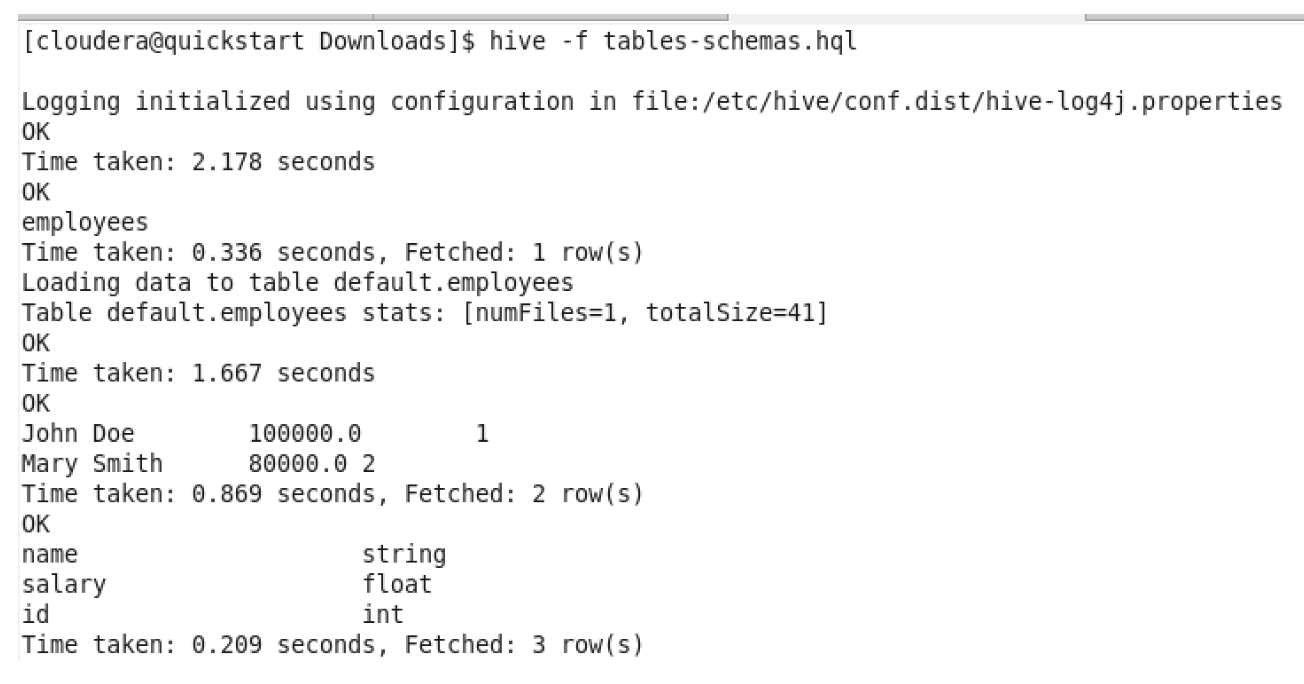 [cloudera@quickstart Downloads]$ hive -f tables-schemas.hql
Logging initialized using configuration in file:/etc/hive/conf.dist/hive-log4j.properties
OK
Time taken: 2.178 seconds
OK
employees
Time taken: 0.336 seconds, Fetched: 1 row(s)
Loading data to table default.employees
Table default.employees stats: [numFiles=1, totalSize=41]
OK
Time taken: 1.667 seconds
OK
John Doe        100000.0        1
Mary Smith      80000.0 2
Time taken: 0.869 seconds, Fetched: 2 row(s)
OK
name                    string
salary                  float
id                      int
Time taken: 0.209 seconds, Fetched: 3 row(s)